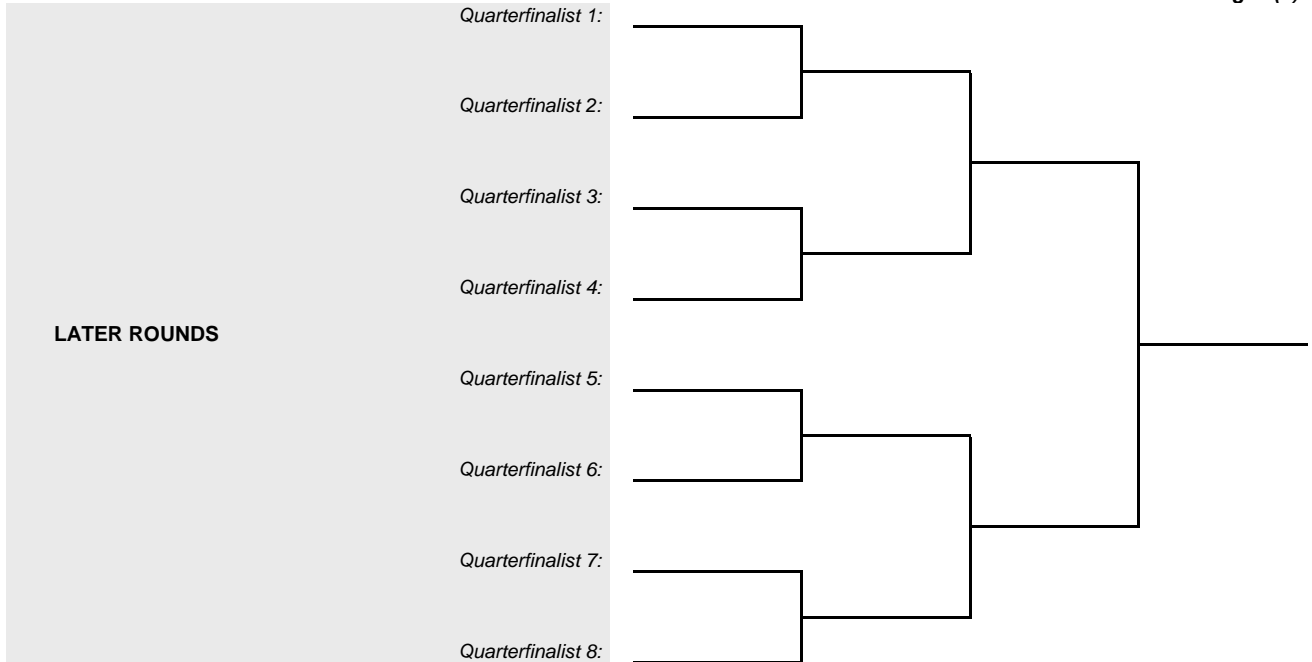 Quarterfinalist 1:
Quarterfinalist 2:
Quarterfinalist 3:
Quarterfinalist 4:
LATER ROUNDS
Quarterfinalist 5:
Quarterfinalist 6:
Quarterfinalist 7:
Quarterfinalist 8: